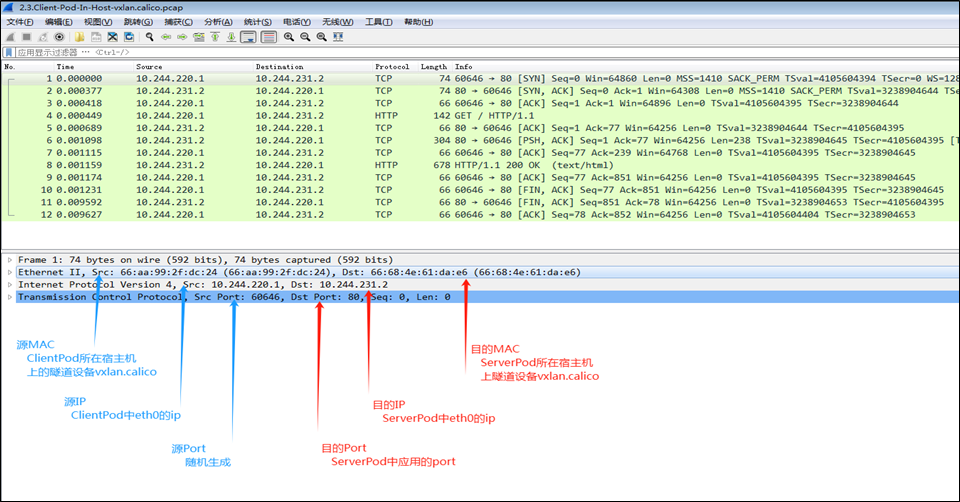 2.3.Client-Pod-In-Host-vxlan.calico.pcap
文件(F) 编辑(E) 视图(V) 跳转(G) 捕获(C) 分析(A) 统计(S) 电话(Y) 无线(W) 工具(T) 帮助(H)
应用显示过滤器 … <Ctrl-/>
No. Time Source Destination Protocol Length Info
1 0.000000 10.244.220.1 10.244.231.2 TCP 74 60646 → 80 [SYN] Seq=0 Win=64860 Len=0 MSS=1410 SACK_PERM TSval=4105604394 TSecr=0 WS=128
2 0.000377 10.244.231.2 10.244.220.1 TCP 74 80 → 60646 [SYN, ACK] Seq=0 Ack=1 Win=64308 Len=0 MSS=1410 SACK_PERM TSval=3238904644 TSe
3 0.000418 10.244.220.1 10.244.231.2 TCP 66 60646 → 80 [ACK] Seq=1 Ack=1 Win=64896 Len=0 TSval=4105604395 TSecr=3238904644
4 0.000449 10.244.220.1 10.244.231.2 HTTP 142 GET / HTTP/1.1
5 0.000689 10.244.231.2 10.244.220.1 TCP 66 80 → 60646 [ACK] Seq=1 Ack=77 Win=64256 Len=0 TSval=3238904644 TSecr=4105604395
6 0.001098 10.244.231.2 10.244.220.1 TCP 304 80 → 60646 [PSH, ACK] Seq=1 Ack=77 Win=64256 Len=238 TSval=3238904645 TSecr=4105604395 [T
7 0.001115 10.244.220.1 10.244.231.2 TCP 66 60646 → 80 [ACK] Seq=77 Ack=239 Win=64768 Len=0 TSval=4105604395 TSecr=3238904645
8 0.001159 10.244.231.2 10.244.220.1 HTTP 678 HTTP/1.1 200 OK (text/html)
9 0.001174 10.244.220.1 10.244.231.2 TCP 66 60646 → 80 [ACK] Seq=77 Ack=851 Win=64256 Len=0 TSval=4105604395 TSecr=3238904645
10 0.001231 10.244.220.1 10.244.231.2 TCP 66 60646 → 80 [FIN, ACK] Seq=77 Ack=851 Win=64256 Len=0 TSval=4105604395 TSecr=3238904645
11 0.009592 10.244.231.2 10.244.220.1 TCP 66 80 → 60646 [FIN, ACK] Seq=851 Ack=78 Win=64256 Len=0 TSval=3238904653 TSecr=4105604395
12 0.009627 10.244.220.1 10.244.231.2 TCP 66 60646 → 80 [ACK] Seq=78 Ack=852 Win=64256 Len=0 TSval=4105604404 TSecr=3238904653
Frame 1: 74 bytes on wire (592 bits), 74 bytes captured (592 bits)
Ethernet II, Src: 66:aa:99:2f:dc:24 (66:aa:99:2f:dc:24), Dst: 66:68:4e:61:da:e6 (66:68:4e:61:da:e6)
Internet Protocol Version 4, Src: 10.244.220.1, Dst: 10.244.231.2
Transmission Control Protocol, Src Port: 60646, Dst Port: 80, Seq: 0, Len: 0
源MAC
ClientPod所在宿主机
上的隧道设备vxlan.calico
目的MAC
ServerPod所在宿主机
上隧道设备vxlan.calico
源IP
ClientPod中eth0的ip
目的IP
ServerPod中eth0的ip
源Port
随机生成
目的Port
ServerPod中应用的port